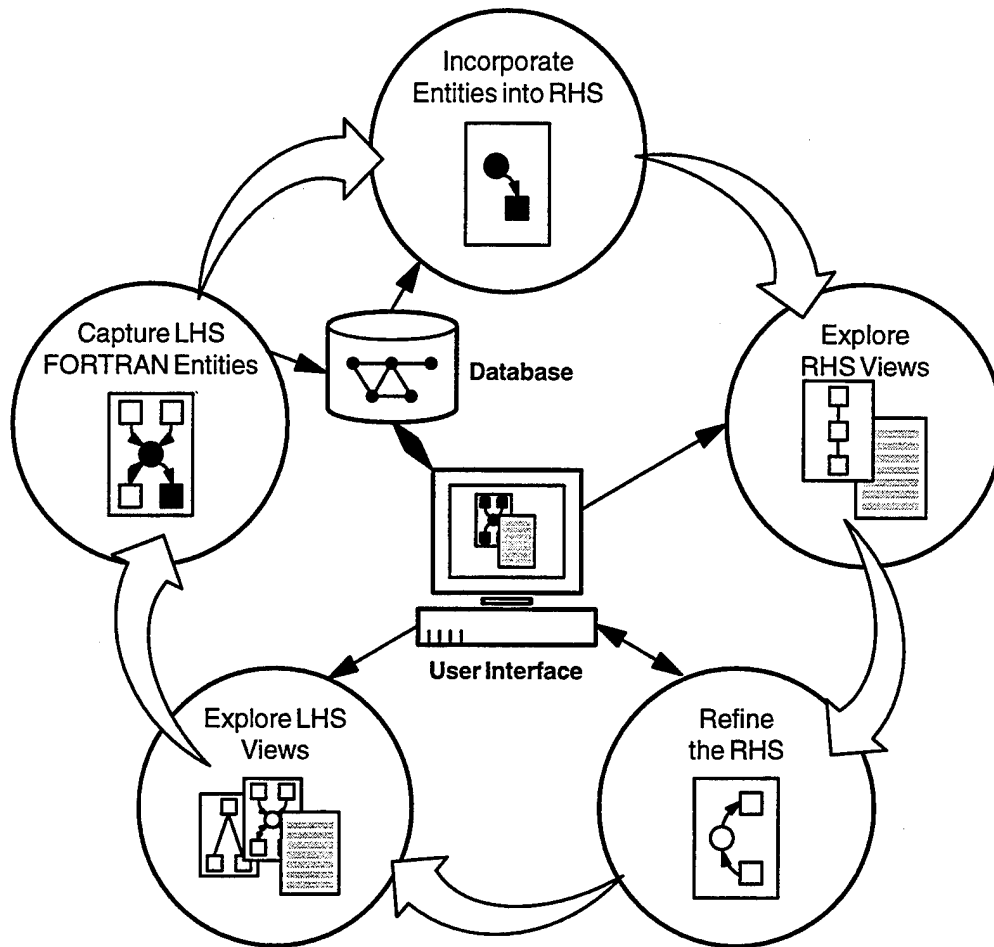 Incorporate
Entities into RHS
Capture LHS
FORTRAN Entities
Explore
RHS Views
Database
User Interface
Explore LHS
Views
Refine
the RHS